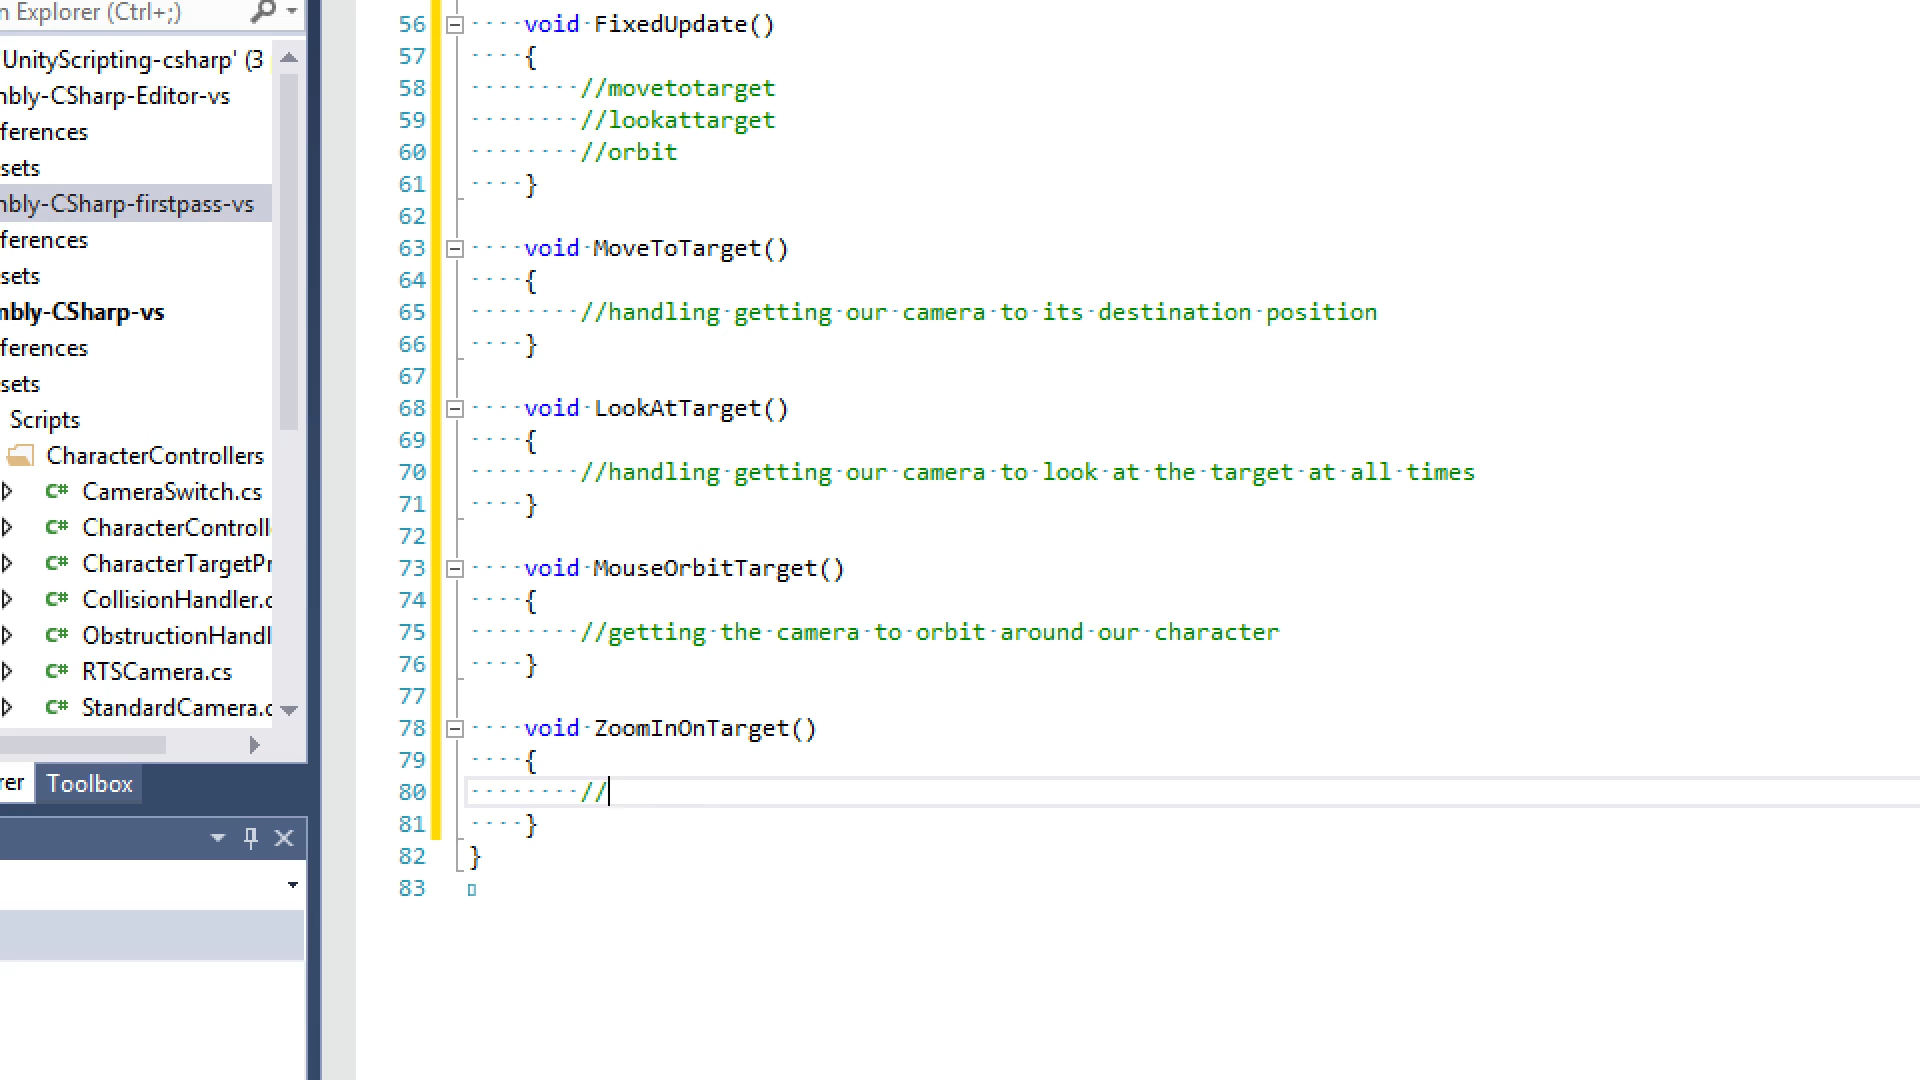 n Explorer (Ctrl+;)
UnityScripting-csharp' (3
mbly-CSharp-Editor-vs
ferences
sets
mbly-CSharp-firstpass-vs
ferences
sets
mbly-CSharp-vs
ferences
sets
Scripts
CharacterControllers
C# CameraSwitch.cs
C# CharacterControll
C# CharacterTargetPr
C# CollisionHandler.c
C# ObstructionHandl
C# RTSCamera.cs
C# StandardCamera.c
rer Toolbox
56 void FixedUpdate()
57 {
58 //movetotarget
59 //lookattarget
60 //orbit
61 }
62
63 void MoveToTarget()
64 {
65 //handling getting our camera to its destination position
66 }
67
68 void LookAtTarget()
69 {
70 //handling getting our camera to look at the target at all times
71 }
72
73 void MouseOrbitTarget()
74 {
75 //getting the camera to orbit around our character
76 }
77
78 void ZoomInOnTarget()
79 {
80 //
81 }
82 }
83